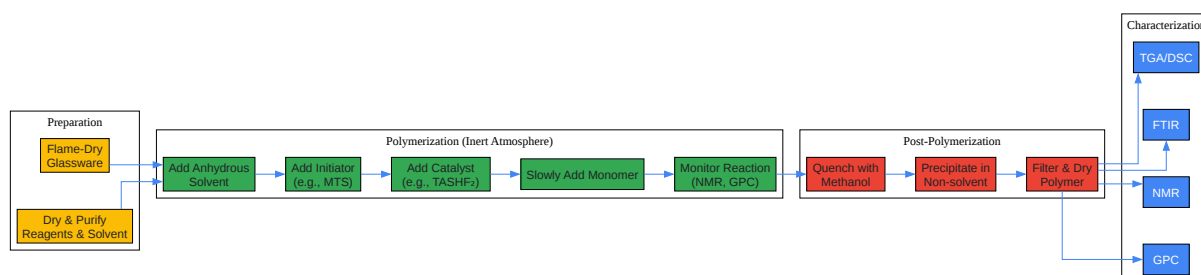 Preparation
Flame-Dry
Glassware
Dry & Purify
Reagents & Solvent
Polymerization (Inert Atmosphere)
Add Anhydrous
Solvent
Add Initiator
(e.g., MTS)
Add Catalyst
(e.g., TASHF₂)
Slowly Add Monomer
Monitor Reaction
(NMR, GPC)
Post-Polymerization
Quench with
Methanol
Precipitate in
Non-solvent
Filter & Dry
Polymer
Characterization
TGA/DSC
FTIR
NMR
GPC